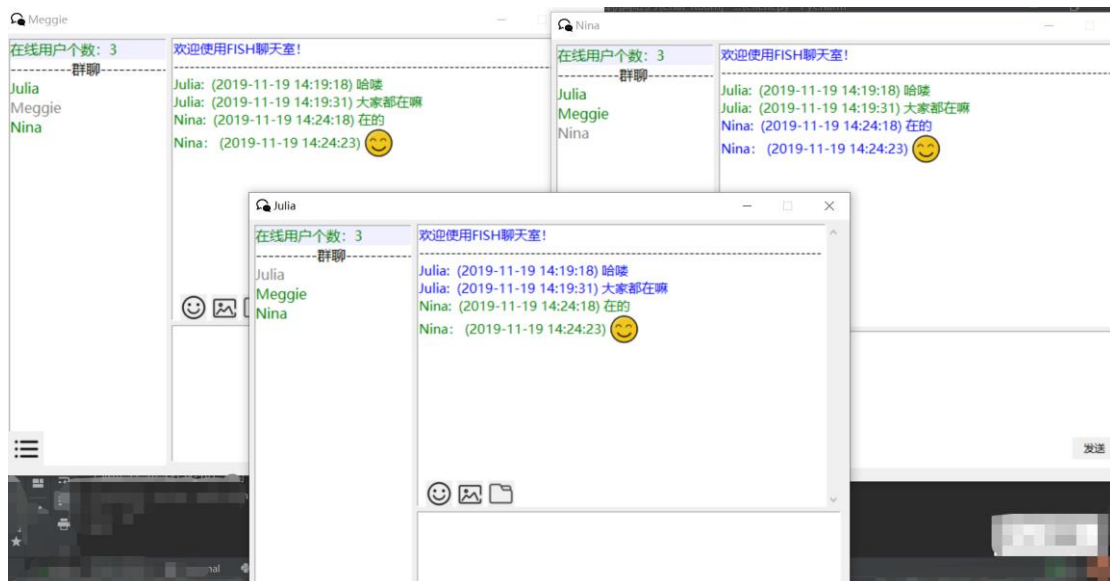 Meggie
在线用户个数：3
----------群聊----------
Julia
Meggie
Nina
欢迎使用FISH聊天室！
Julia: (2019-11-19 14:19:18) 哈喽
Julia: (2019-11-19 14:19:31) 大家都在嘛
Nina: (2019-11-19 14:24:18) 在的
Nina： (2019-11-19 14:24:23)
Nina
在线用户个数：3
----------群聊----------
Julia
Meggie
Nina
欢迎使用FISH聊天室！
Julia: (2019-11-19 14:19:18) 哈喽
Julia: (2019-11-19 14:19:31) 大家都在嘛
Nina: (2019-11-19 14:24:18) 在的
Nina： (2019-11-19 14:24:23)
发送
Julia
在线用户个数：3
----------群聊----------
Julia
Meggie
Nina
欢迎使用FISH聊天室！
Julia: (2019-11-19 14:19:18) 哈喽
Julia: (2019-11-19 14:19:31) 大家都在嘛
Nina: (2019-11-19 14:24:18) 在的
Nina： (2019-11-19 14:24:23)